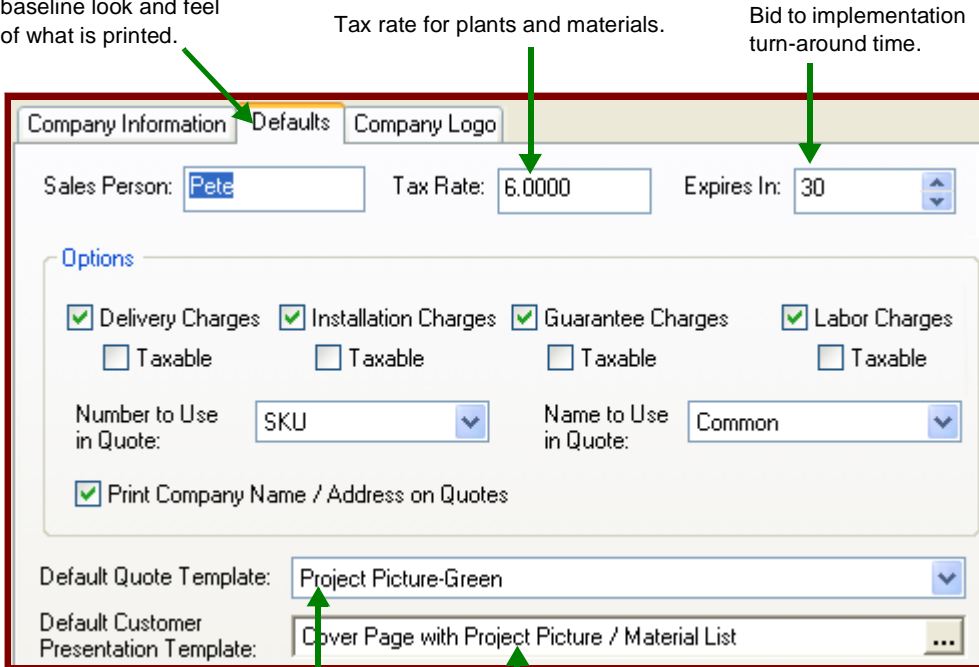 baseline look and feel
of what is printed.
Tax rate for plants and materials.
Bid to implementation
turn-around time.
Company Information Defaults Company Logo
Sales Person: Pete Tax Rate: 6.0000 Expires In: 30
Options
Delivery Charges Installation Charges Guarantee Charges Labor Charges
Taxable Taxable Taxable Taxable
Number to Use
in Quote: SKU
Name to Use
in Quote: Common
Print Company Name / Address on Quotes
Default Quote Template: Project Picture-Green
Default Customer
Presentation Template: Cover Page with Project Picture / Material List ...